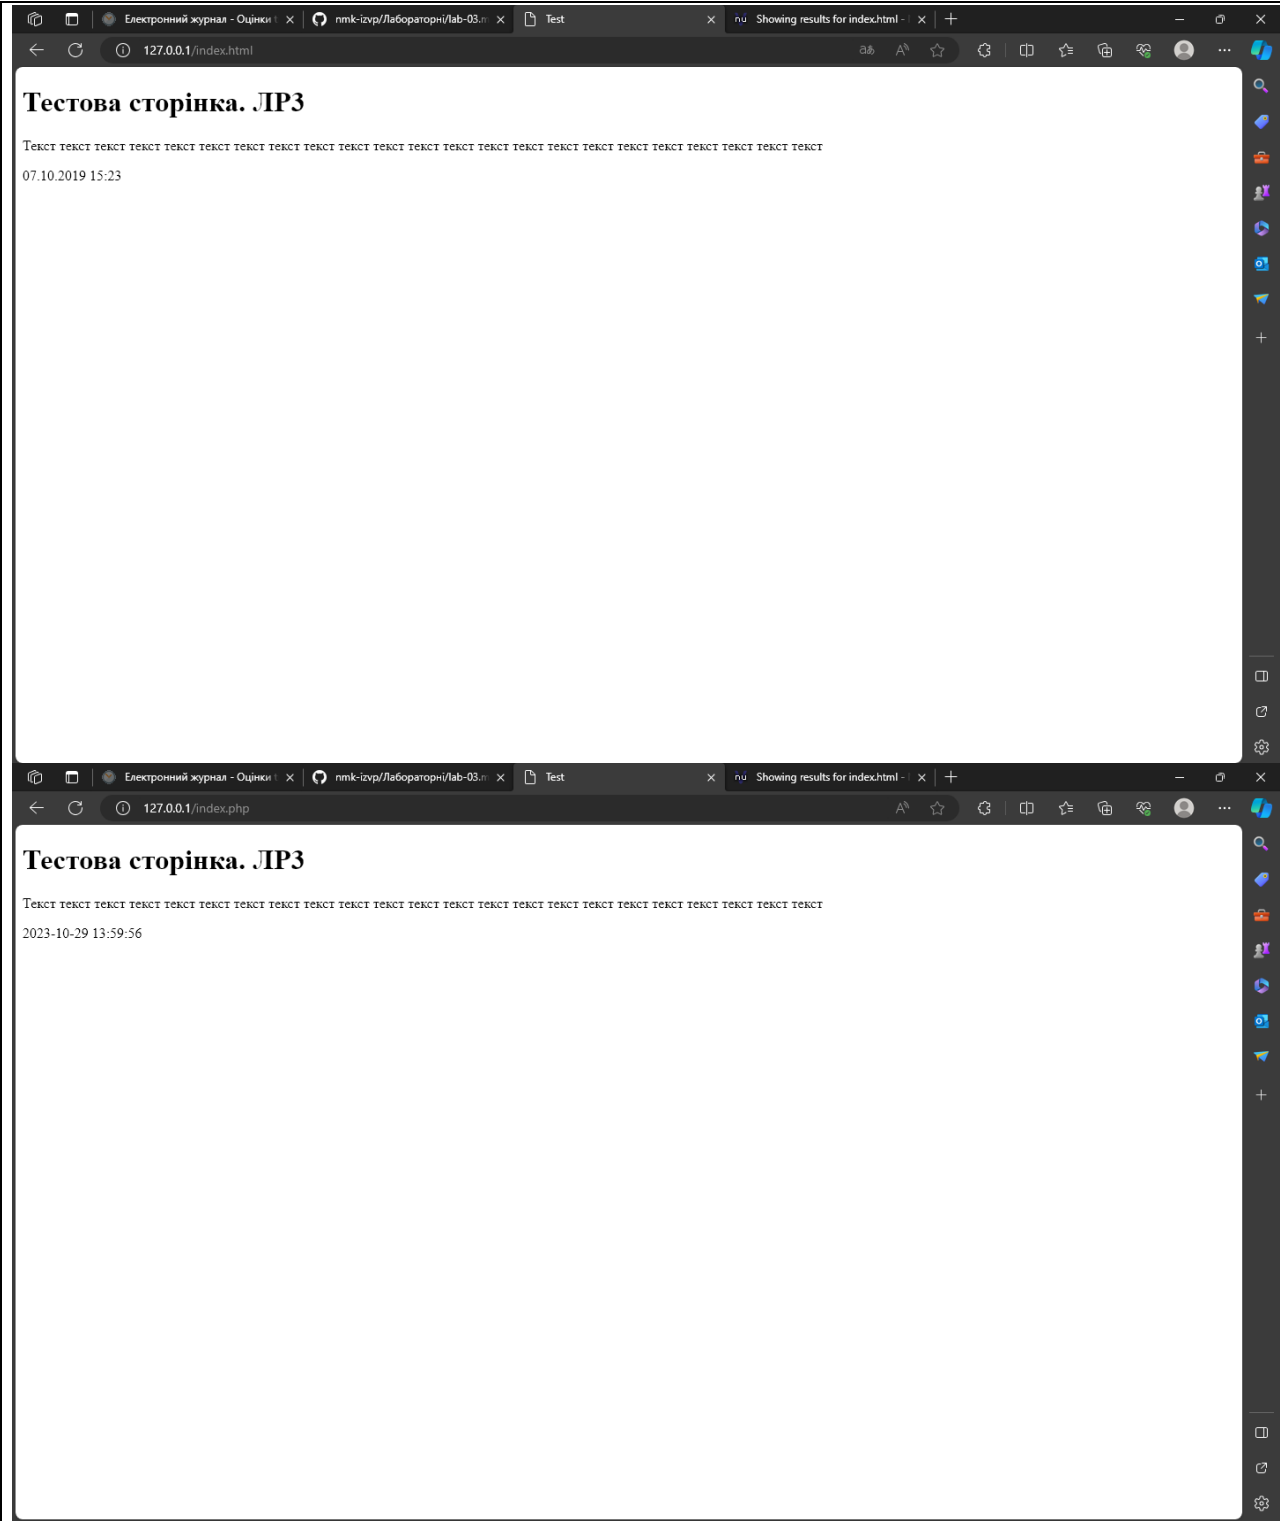 Електронний журнал - Оцінки
nmk-izvp/Лабораторні/lab-03.m
Test
Showing results for index.html -
127.0.0.1/index.html
Тестова сторінка. ЛР3
Текст текст текст текст текст текст текст текст текст текст текст текст текст текст текст текст текст текст текст текст текст текст текст
07.10.2019 15:23
Електронний журнал - Оцінки
nmk-izvp/Лабораторні/lab-03.m
Test
Showing results for index.html -
127.0.0.1/index.php
Тестова сторінка. ЛР3
Текст текст текст текст текст текст текст текст текст текст текст текст текст текст текст текст текст текст текст текст текст текст текст
2023-10-29 13:59:56